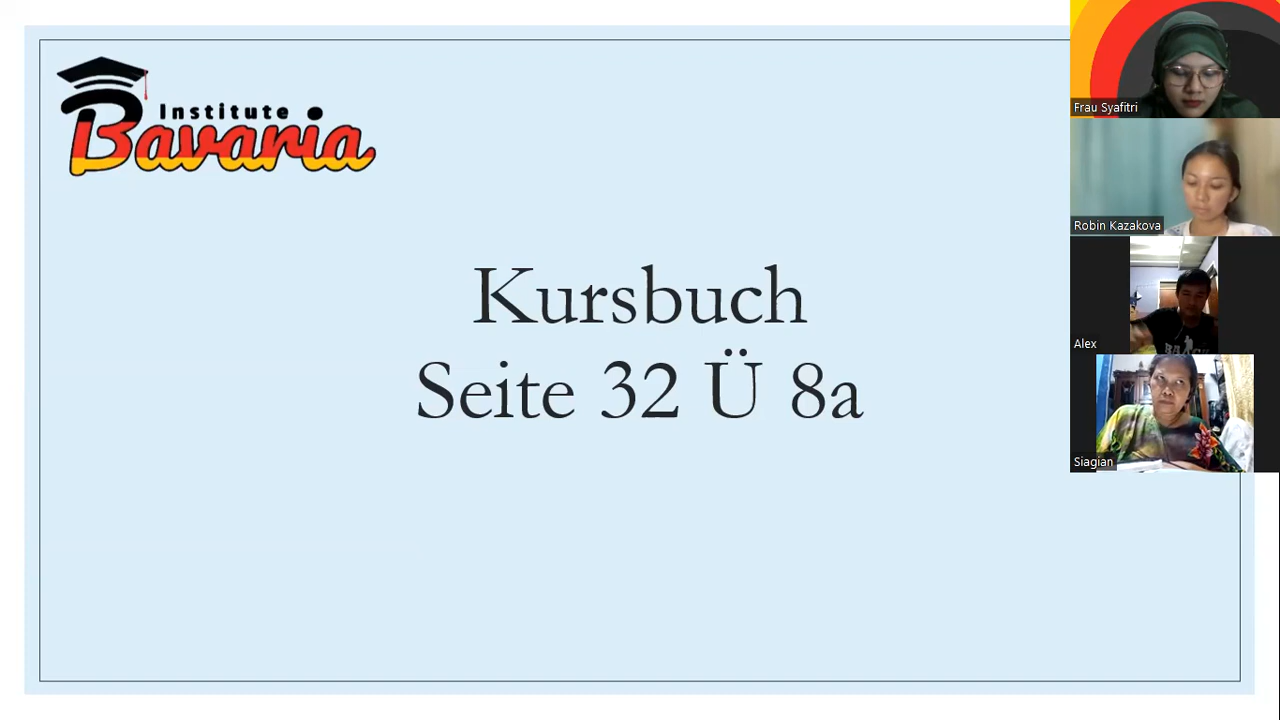 Institute
Bavaria
Kursbuch
Seite 32 Ü 8a
Frau Syafitri
Robin Kazakova
Alex
Siagian